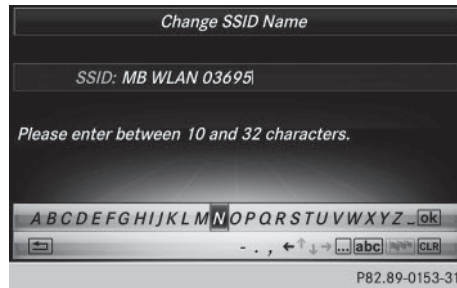 Change SSID Name
SSID: MB WLAN 03695
Please enter between 10 and 32 characters.
A B C D E F G H I J K L M N O P Q R S T U V W X Y Z _ ok
- . , ←↑↓→ ... abc CLR
P82.89-0153-31